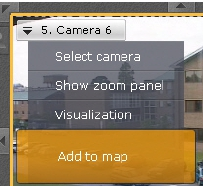 5. Camera 6
Select camera
Show zoom panel
Visualization
Add to map